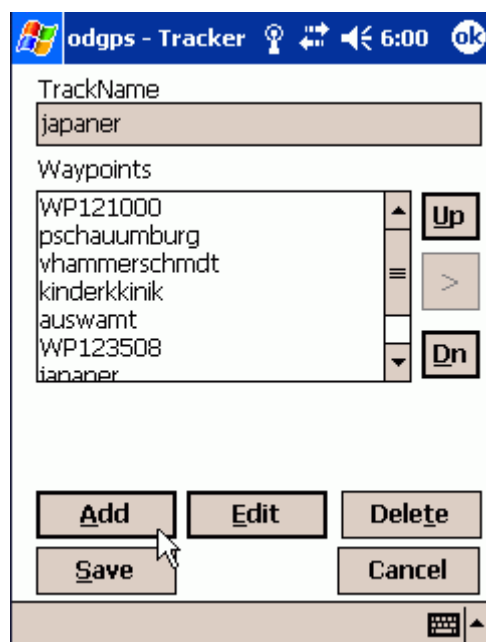 odgps - Tracker 6:00 ok
TrackName
japaner
Waypoints
WP121000
pschauumburg
vhammerschmdt
kinderkkinik
auswamt
WP123508
japaner
Up
>
Dn
Add Edit Delete
Save Cancel